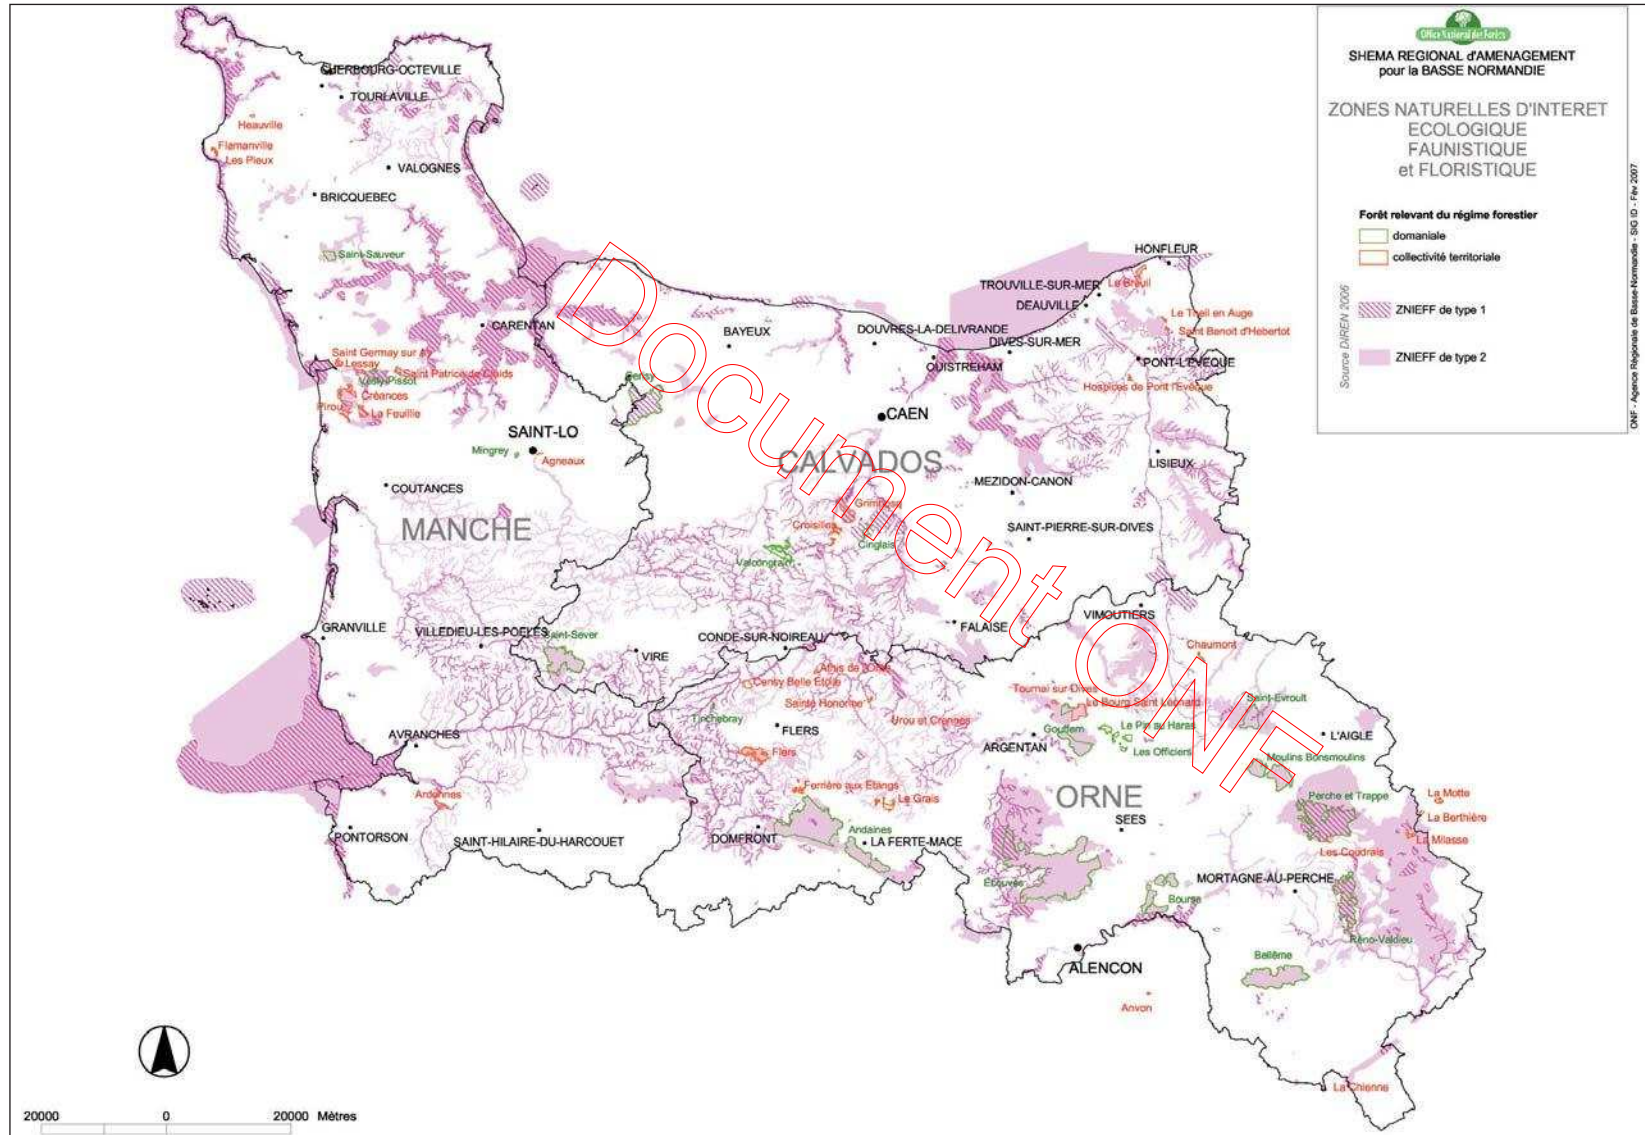 Office National des Forêts
SHEMA REGIONAL d'AMENAGEMENT
pour la BASSE NORMANDIE
ZONES NATURELLES D'INTERET
ECOLOGIQUE
FAUNISTIQUE
et FLORISTIQUE
Forêt relevant du régime forestier
domaniale
collectivité territoriale
Source DIREN 2006
ZNIEFF de type 1
ZNIEFF de type 2
ONF - Agence Régionale de Basse-Normandie - SIG ID - Fév 2007
CHERBOURG-OCTEVILLE
TOURLAVILLE
Heauville
Flamanville
Les Pieux
VALOGNES
BRICQUEBEC
Saint-Sauveur
CARENTAN
Saint Germay sur Ay
Lessay
Saint Patrice de Claids
Vesly-Pissot
Créances
Pirou
La Feuillie
SAINT-LO
Mingrey
Agneaux
COUTANCES
MANCHE
GRANVILLE
VILLEDIEU-LES-POELES
Saint-Sever
AVRANCHES
Ardennes
PONTORSON
SAINT-HILAIRE-DU-HARCOUET
HONFLEUR
TROUVILLE-SUR-MER
Le Breuil
DEAUVILLE
Le Theil en Auge
Saint Benoit d'Hebertot
BAYEUX
DOUVRES-LA-DELIVRANDE
DIVES-SUR-MER
OUISTREHAM
PONT-L'EVEQUE
Cerisy
Hospices de Pont l'Evêque
CAEN
CALVADOS
LISIEUX
MEZIDON-CANON
Grimbosq
Croisilles
Cinglais
SAINT-PIERRE-SUR-DIVES
Valcongrain
FALAISE
VIMOUTIERS
CONDE-SUR-NOIREAU
VIRE
Chaumont
Athis de l'Orne
Cerisy Belle Etoile
Sainte Honorine
Tinchebray
FLERS
Flers
Urou et Crennes
Tournai sur Dives
Le Bourg Saint Léonard
Saint-Evroult
Gouffern
Le Pin au Haras
ARGENTAN
Les Officiers
L'AIGLE
Moulins Bonsmoulins
Ferrière aux Etangs
Le Grais
ORNE
SEES
Perche et Trappe
La Motte
La Berthière
La Milasse
Andaines
DOMFRONT
LA FERTE-MACE
Les Coudrais
Ecouves
MORTAGNE-AU-PERCHE
Bourse
Réno-Valdieu
Bellême
ALENCON
Anvon
La Chienne
20000 0 20000 Mètres
Document ONF